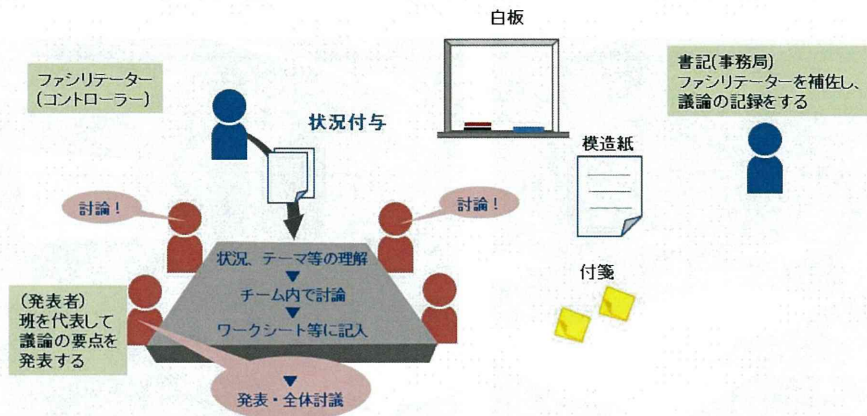 白板
ファシリテーター
(コントローラー)
状況付与
書記(事務局)
ファシリテーターを補佐し、
議論の記録をする
模造紙
討論！
討論！
状況、テーマ等の理解
▼
チーム内で討論
▼
ワークシート等に記入
▼
発表・全体討議
付箋
(発表者)
班を代表して
議論の要点を
発表する